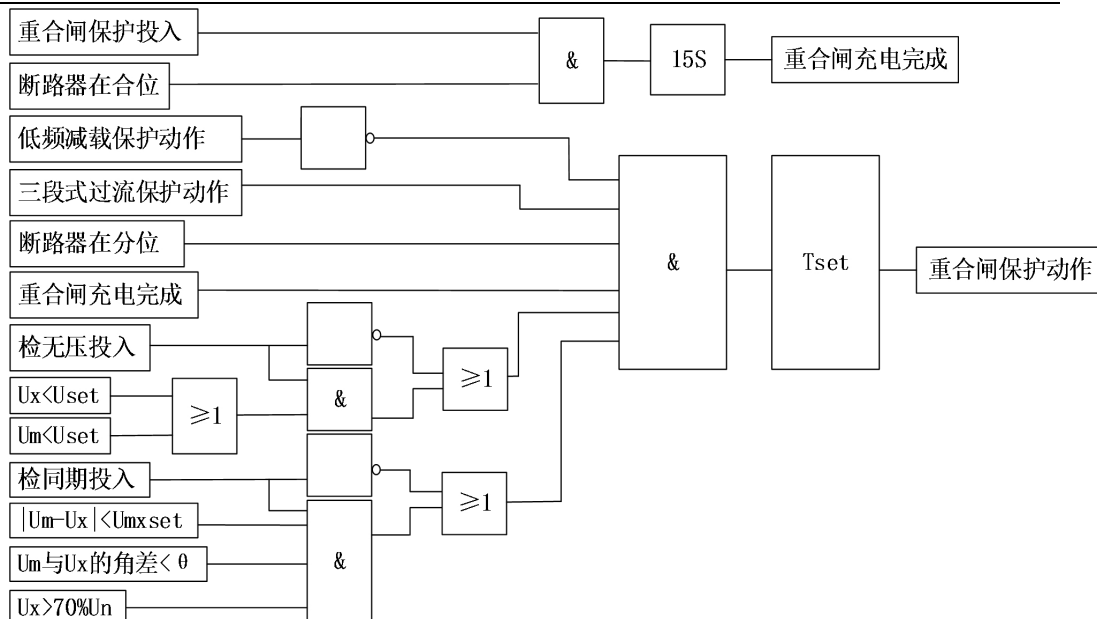 重合闸保护投入
断路器在合位
&
15S
重合闸充电完成
低频减载保护动作
三段式过流保护动作
断路器在分位
重合闸充电完成
&
Tset
重合闸保护动作
检无压投入
Ux<Uset
Um<Uset
≥1
&
≥1
检同期投入
|Um-Ux|<Umxset
Um与Ux的角差<θ
Ux>70%Un
&
≥1